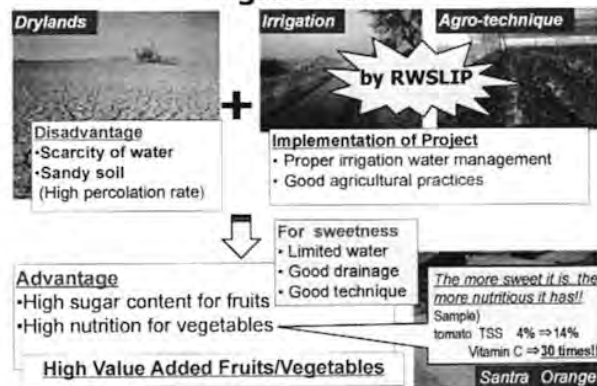 Drylands
Irrigation
Agro-technique
by RWSLIP
+
Disadvantage
•Scarcity of water
•Sandy soil
(High percolation rate)
Implementation of Project
• Proper irrigation water management
• Good agricultural practices
For sweetness
• Limited water
• Good drainage
• Good technique
Advantage
•High sugar content for fruits
•High nutrition for vegetables
The more sweet it is, the
more nutritious it has!!
Sample)
tomato TSS 4% ⇒14%
Vitamin C ⇒30 times!!
High Value Added Fruits/Vegetables
Santra Orange